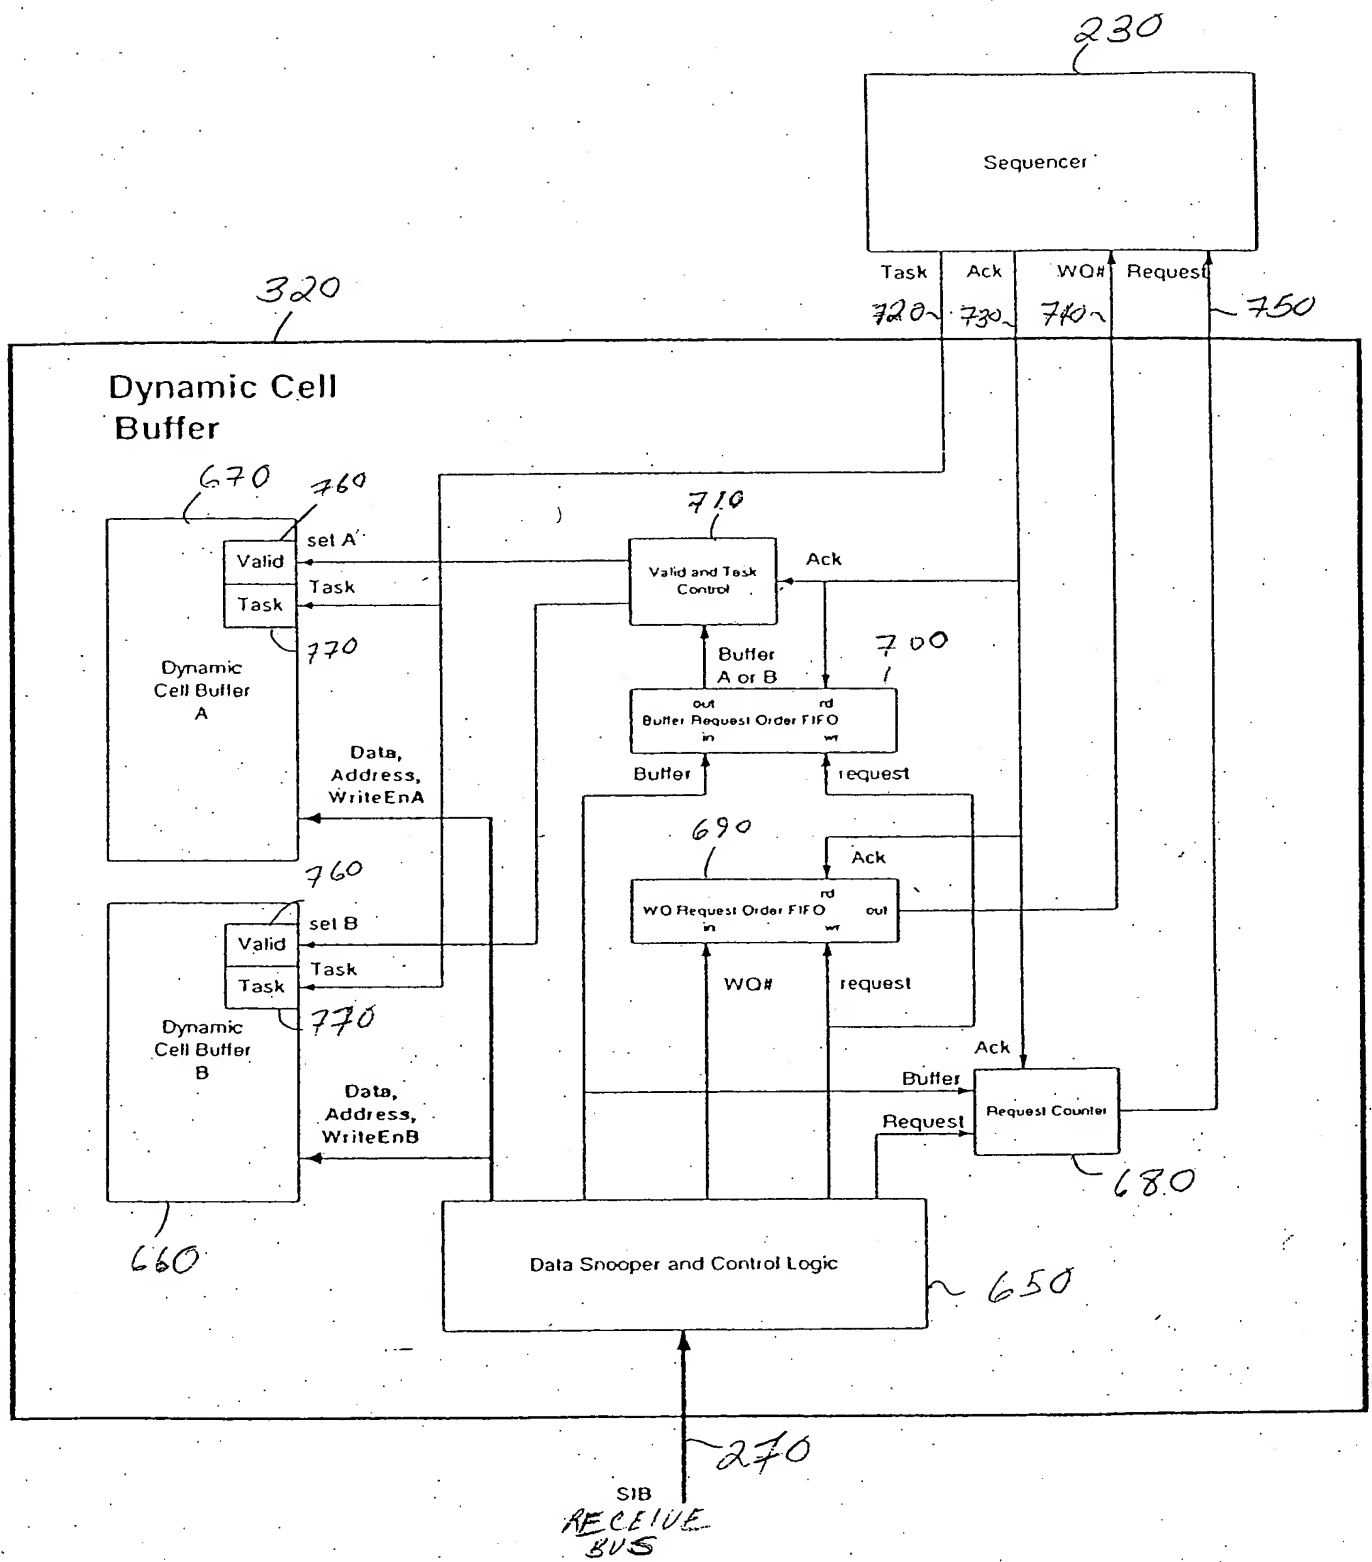 230
Sequencer
Task Ack WQ# Request
720 730 740 750
320
Dynamic Cell
Buffer
670
760
710
set A
Valid
Task
Task
770
Valid and Task
Control
Ack
700
Dynamic
Cell Buffer
A
Buffer
A or B
out rd
Buffer Request Order FIFO
in wr
Data,
Address,
WriteEnA
Buffer
request
690
Ack
760
rd
WQ Request Order FIFO out
in wr
set B
Valid
Task
Task
770
WQ#
request
Dynamic
Cell Buffer
B
Ack
Buffer
Request Counter
Request
680
Data,
Address,
WriteEnB
660
Data Snooper and Control Logic
650
270
SIB
RECEIVE
BUS